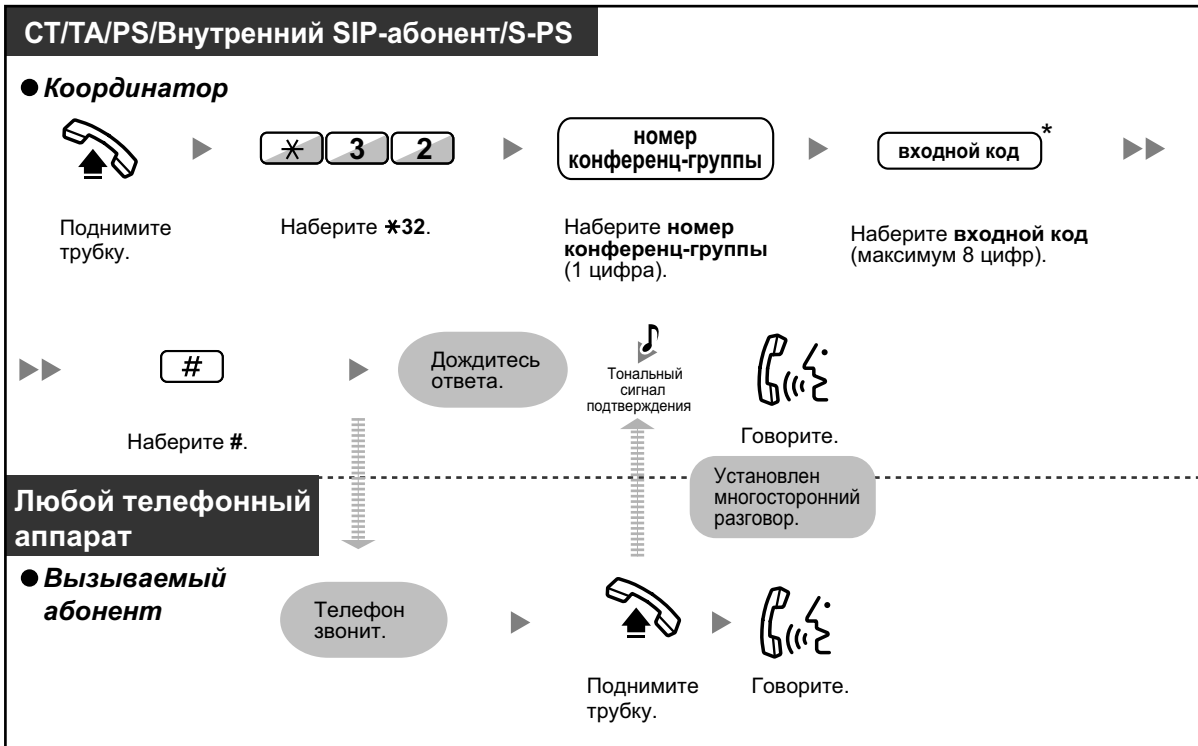 СТ/ТА/PS/Внутренний SIP-абонент/S-PS
● Координатор
✳ 3 2
номер
конференц-группы
входной код*
Поднимите
трубку.
Наберите ✳32.
Наберите номер
конференц-группы
(1 цифра).
Наберите входной код
(максимум 8 цифр).
#
Дождитесь
ответа.
Тональный
сигнал
подтверждения
Наберите #.
Говорите.
Установлен
многосторонний
разговор.
Любой телефонный
аппарат
● Вызываемый
абонент
Телефон
звонит.
Поднимите
трубку.
Говорите.